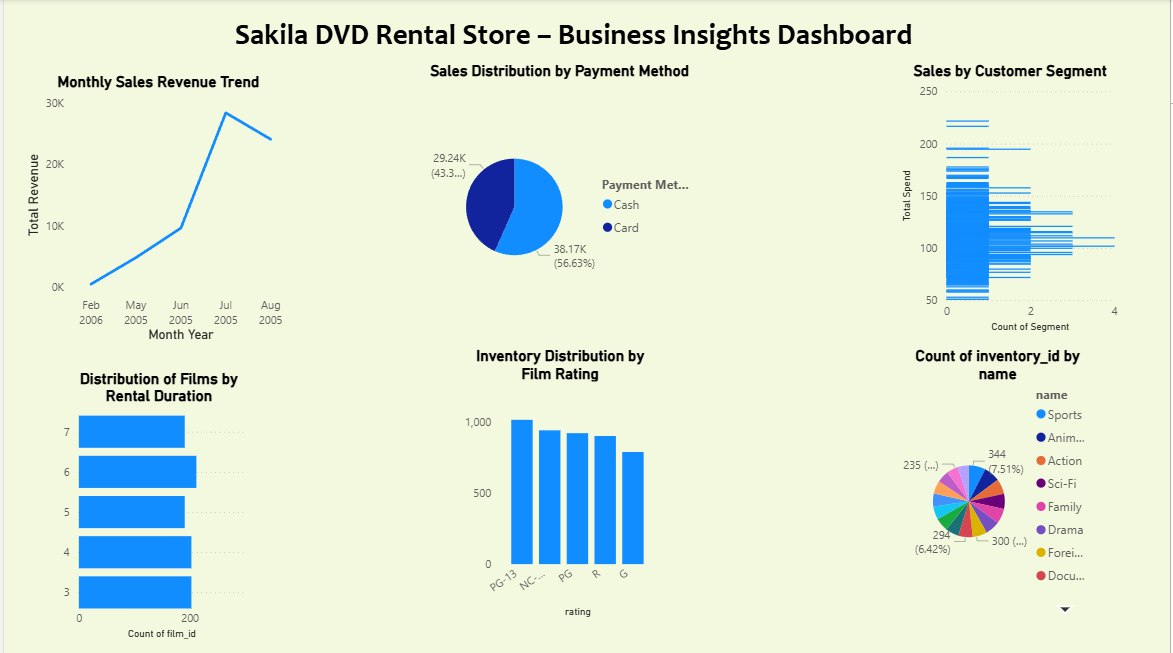 Sakila DVD Rental Store – Business Insights Dashboard
Monthly Sales Revenue Trend
30K
20K
10K
0K
Total Revenue
Feb 2006
May 2005
Jun 2005
Jul 2005
Aug 2005
Month Year
Sales Distribution by Payment Method
29.24K
(43.3...)
38.17K
(56.63%)
Payment Met...
Cash
Card
Sales by Customer Segment
250
200
150
100
50
Total Spend
0
2
4
Count of Segment
Distribution of Films by
Rental Duration
7
6
5
4
3
0
200
Count of film_id
Inventory Distribution by
Film Rating
1,000
500
0
PG-13
NC-...
PG
R
G
rating
Count of inventory_id by
name
235 (...)
344
(7.51%)
294
(6.42%)
300 (...)
name
Sports
Anim...
Action
Sci-Fi
Family
Drama
Forei...
Docu...